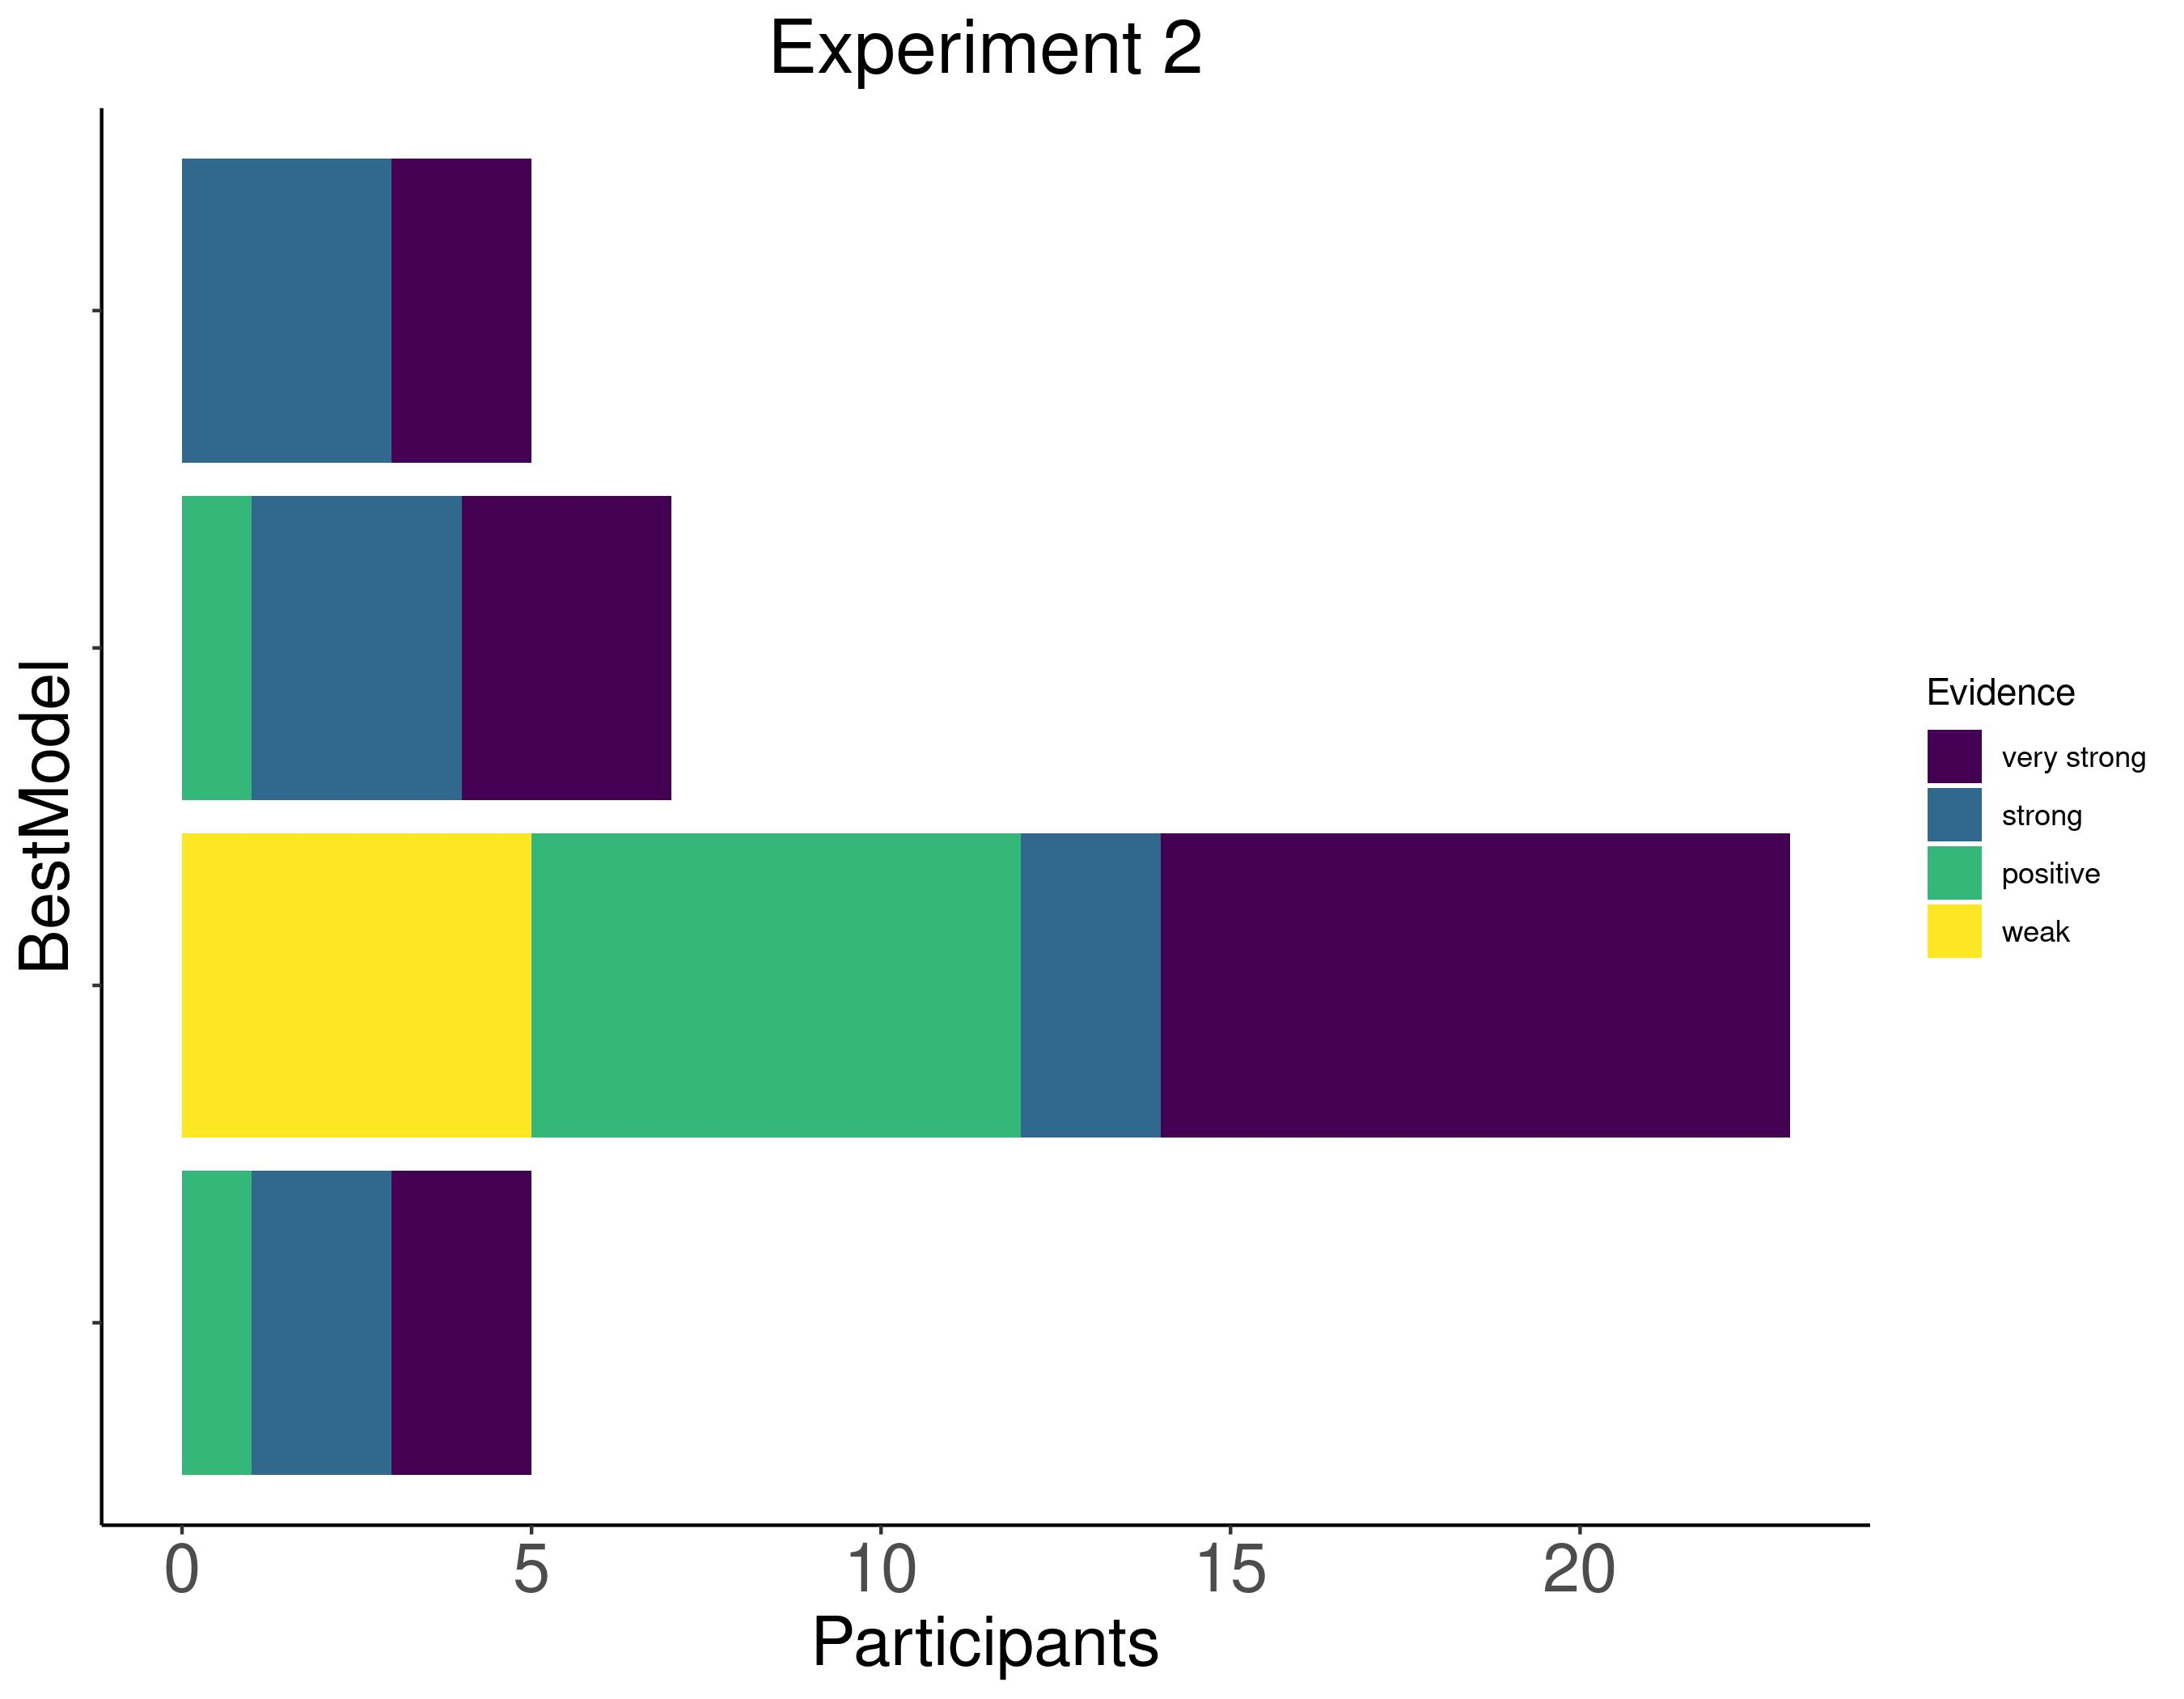 Experiment 2
BestModel
Evidence
very strong
strong
positive
weak
0 5 10 15 20
Participants